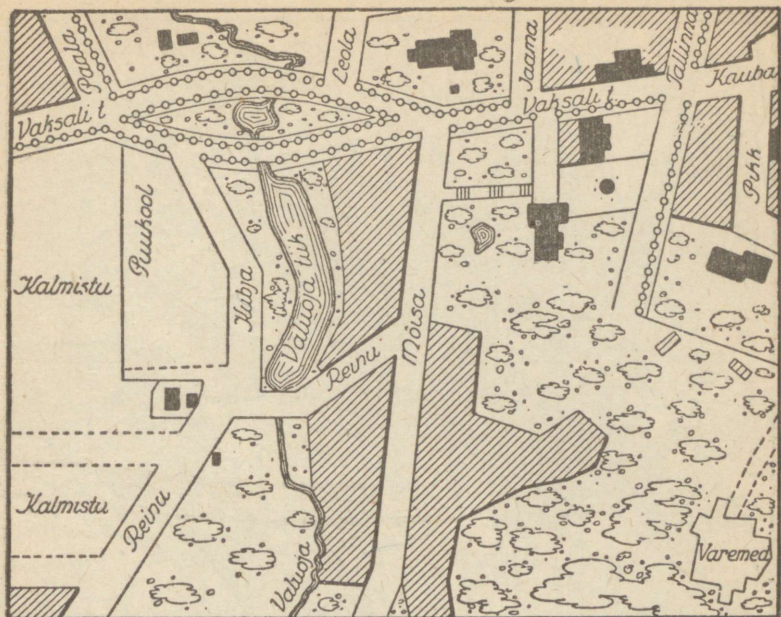 Paala
Leola
Jaama
Tallinna
Kauba
Vaksali t
Vaksali t
Pikk
Puukool
Kalmistu
Kubja
Valuoja tiik
Mõisa
Reinu
Kalmistu
Reinu
Valuoja
Varemed